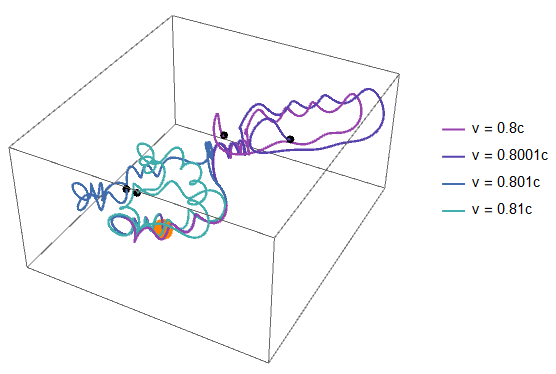 v = 0.8c
v = 0.8001c
v = 0.801c
v = 0.81c